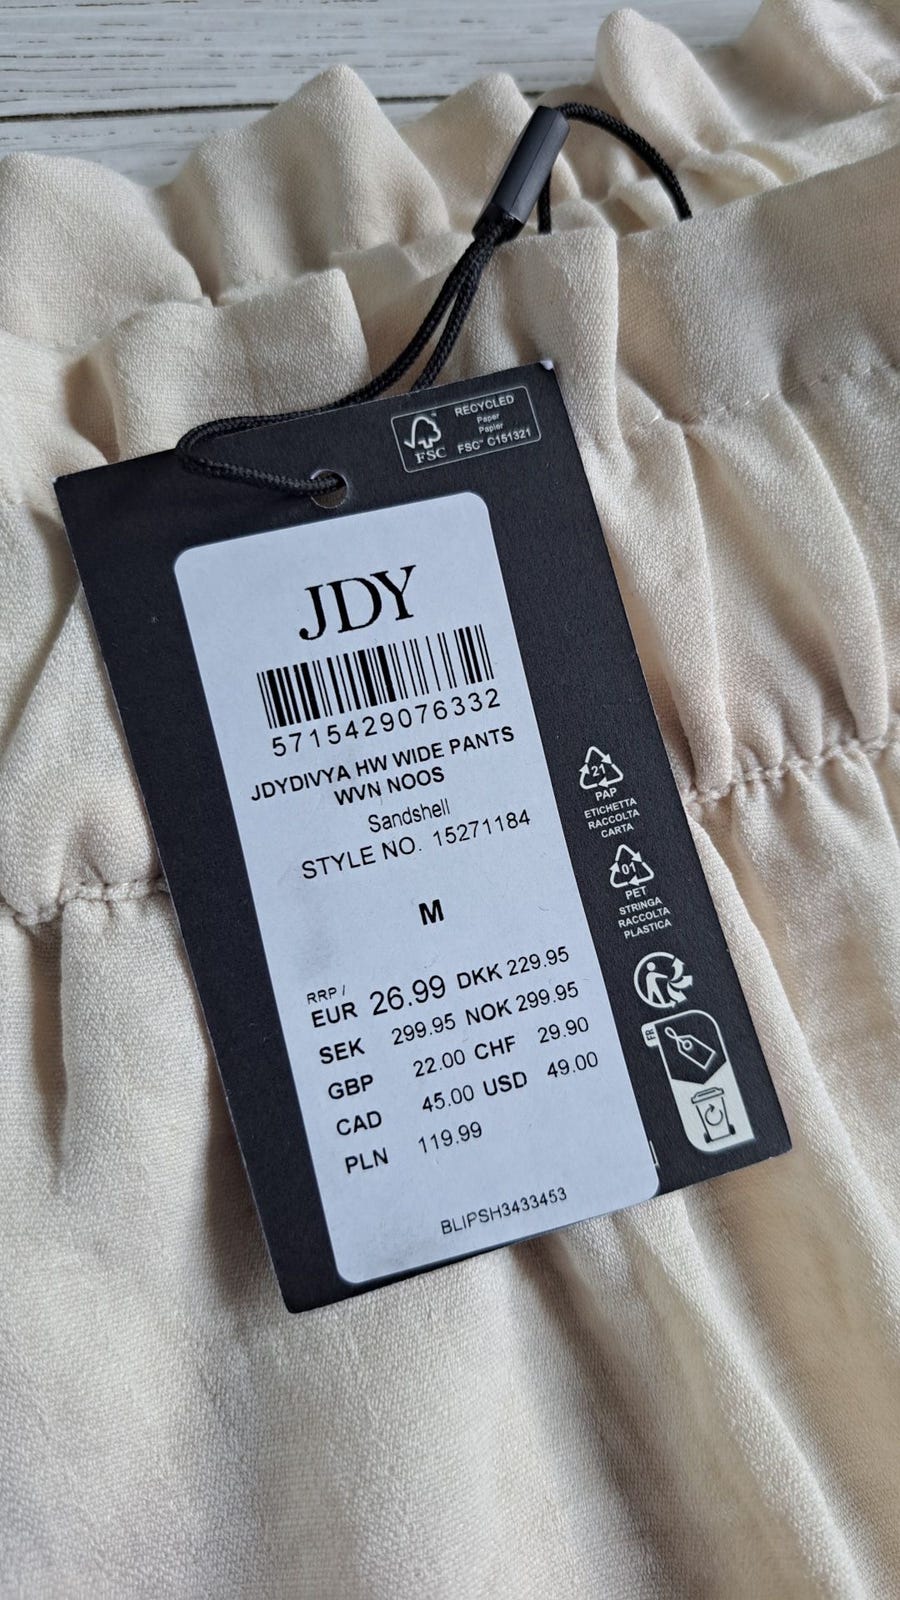 RECYCLED
Paper
Papier
FSC™ C151321
FSC
JDY
5715429076332
JDYDIVYA HW WIDE PANTS
WVN NOOS
Sandshell
STYLE NO. 15271184
M
RRP /
EUR 26.99 DKK 229.95
SEK 299.95 NOK 299.95
GBP 22.00 CHF 29.90
CAD 45.00 USD 49.00
PLN 119.99
BLIPSH3433453
21
PAP
ETICHETTA
RACCOLTA
CARTA
01
PET
STRINGA
RACCOLTA
PLASTICA
FR